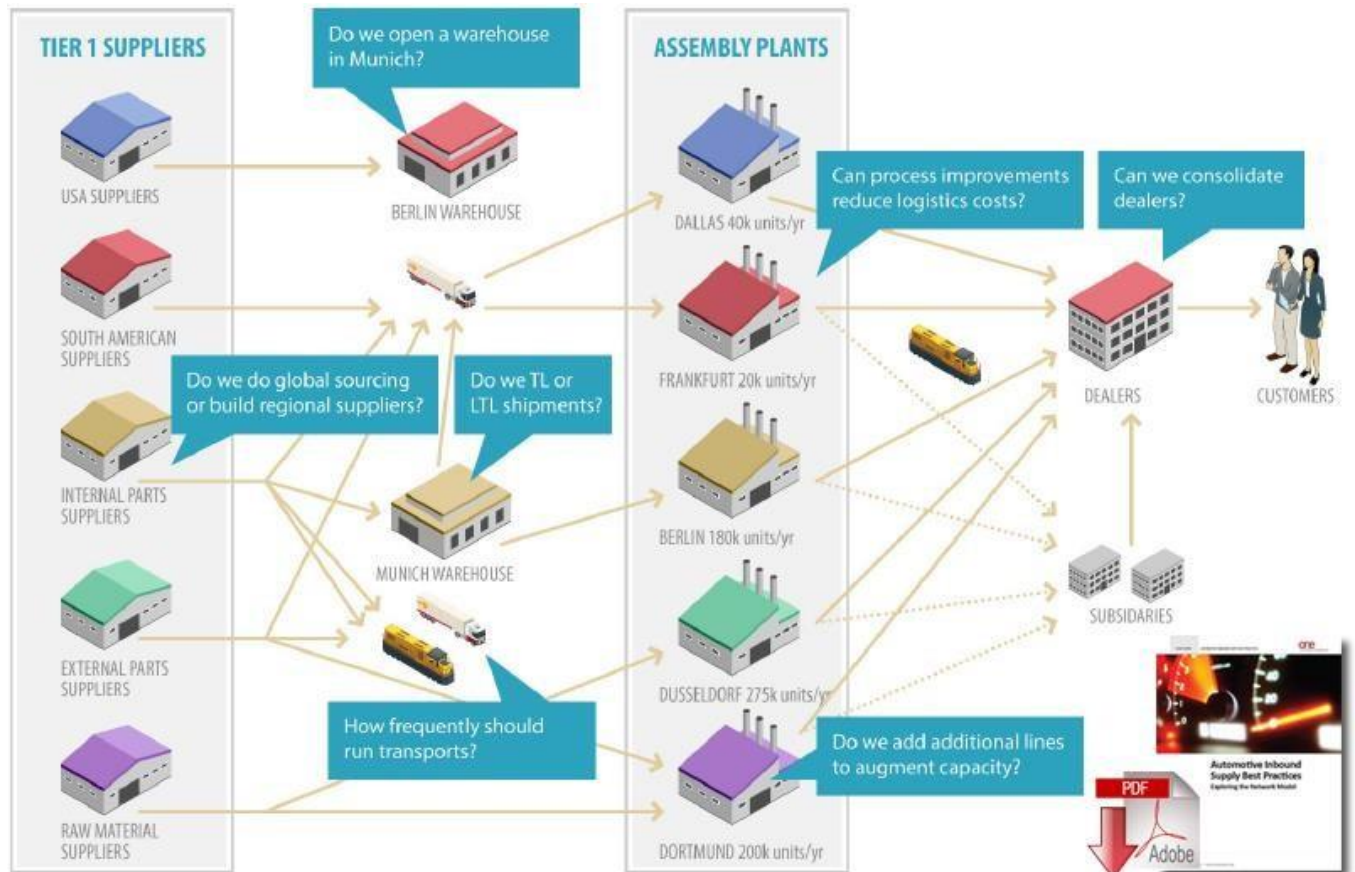 TIER 1 SUPPLIERS
Do we open a warehouse
in Munich?
ASSEMBLY PLANTS
USA SUPPLIERS
BERLIN WAREHOUSE
DALLAS 40k units/yr
Can process improvements
reduce logistics costs?
Can we consolidate
dealers?
SOUTH AMERICAN
SUPPLIERS
Do we do global sourcing
or build regional suppliers?
Do we TL or
LTL shipments?
FRANKFURT 20k units/yr
DEALERS
CUSTOMERS
INTERNAL PARTS
SUPPLIERS
MUNICH WAREHOUSE
BERLIN 180k units/yr
SUBSIDARIES
EXTERNAL PARTS
SUPPLIERS
DUSSELDORF 275k units/yr
How frequently should
run transports?
Do we add additional lines
to augment capacity?
RAW MATERIAL
SUPPLIERS
DORTMUND 200k units/yr
one
Automotive Inbound
Supply Best Practices
Exploring the Network Model
PDF
Adobe